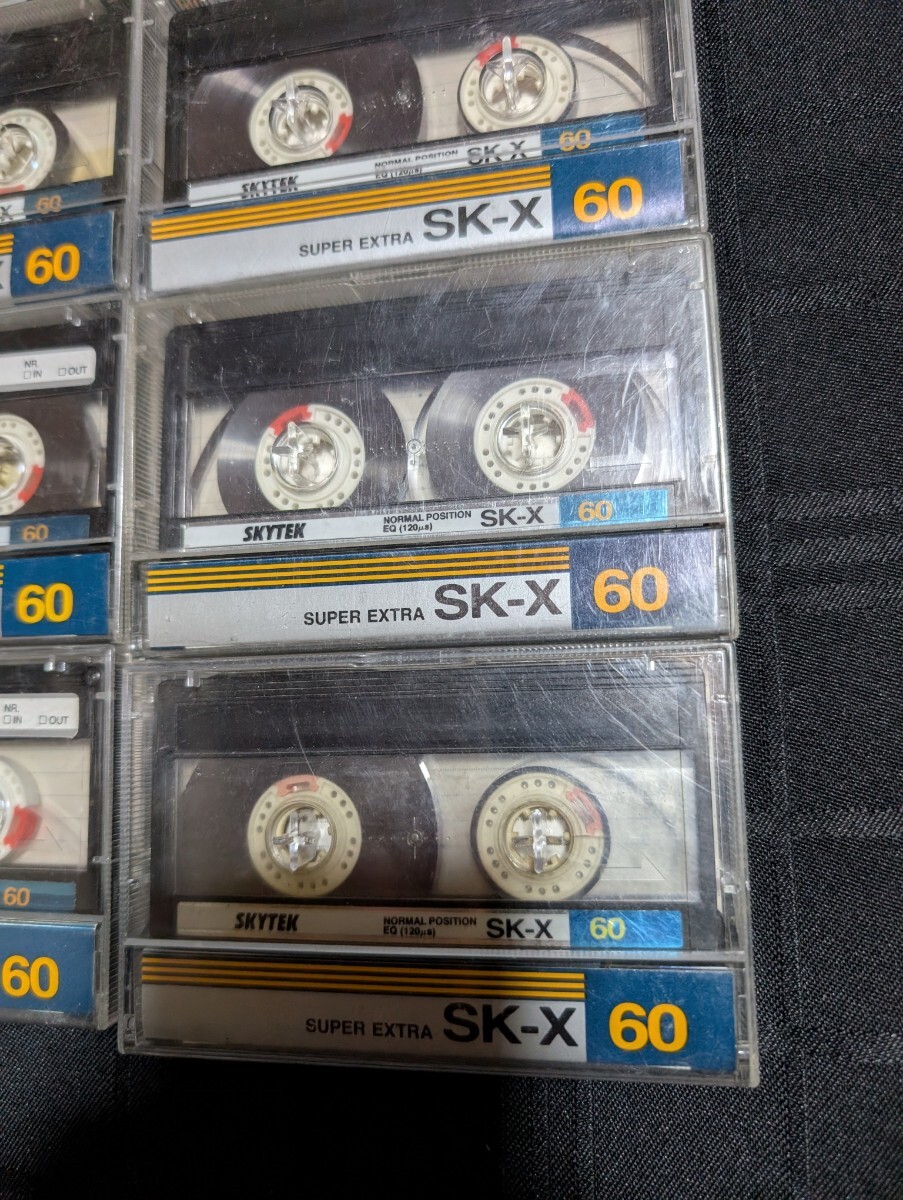 X 60
60
NR.
☐IN ☐OUT
60
60
NR.
☐IN ☐OUT
60
60
SKYTEK NORMAL POSITION EQ (120μs) SK-X 60
SUPER EXTRA SK-X 60
SKYTEK NORMAL POSITION EQ (120μs) SK-X 60
SUPER EXTRA SK-X 60
SKYTEK NORMAL POSITION EQ (120μs) SK-X 60
SUPER EXTRA SK-X 60